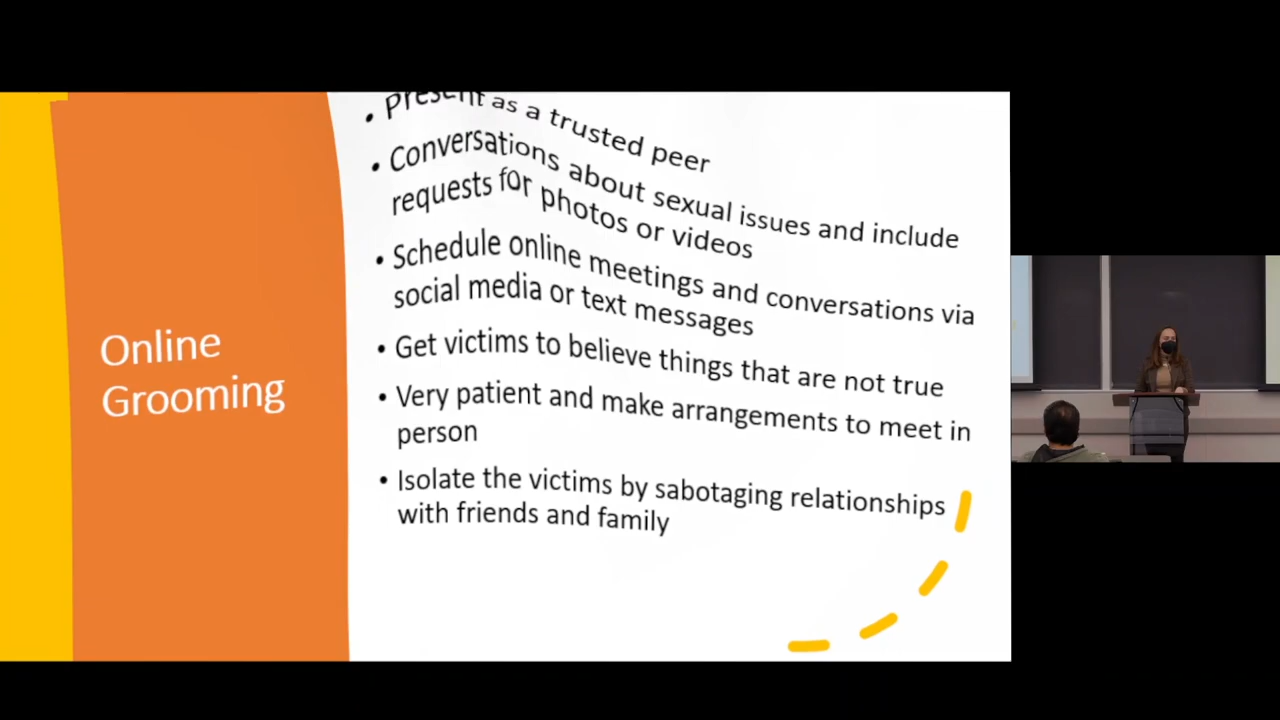 Online
Grooming
• Present as a trusted peer
• Conversations about sexual issues and include
requests for photos or videos
• Schedule online meetings and conversations via
social media or text messages
• Get victims to believe things that are not true
• Very patient and make arrangements to meet in
person
• Isolate the victims by sabotaging relationships
with friends and family